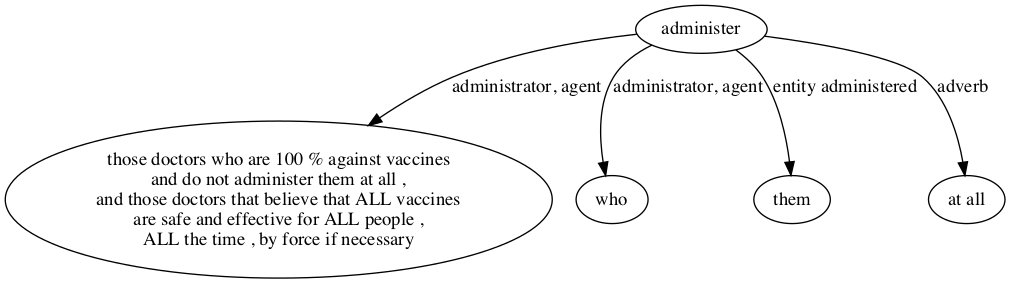 administer
administrator, agent
administrator, agent
entity administered
adverb
those doctors who are 100 % against vaccines
and do not administer them at all ,
and those doctors that believe that ALL vaccines
are safe and effective for ALL people ,
ALL the time , by force if necessary
who
them
at all